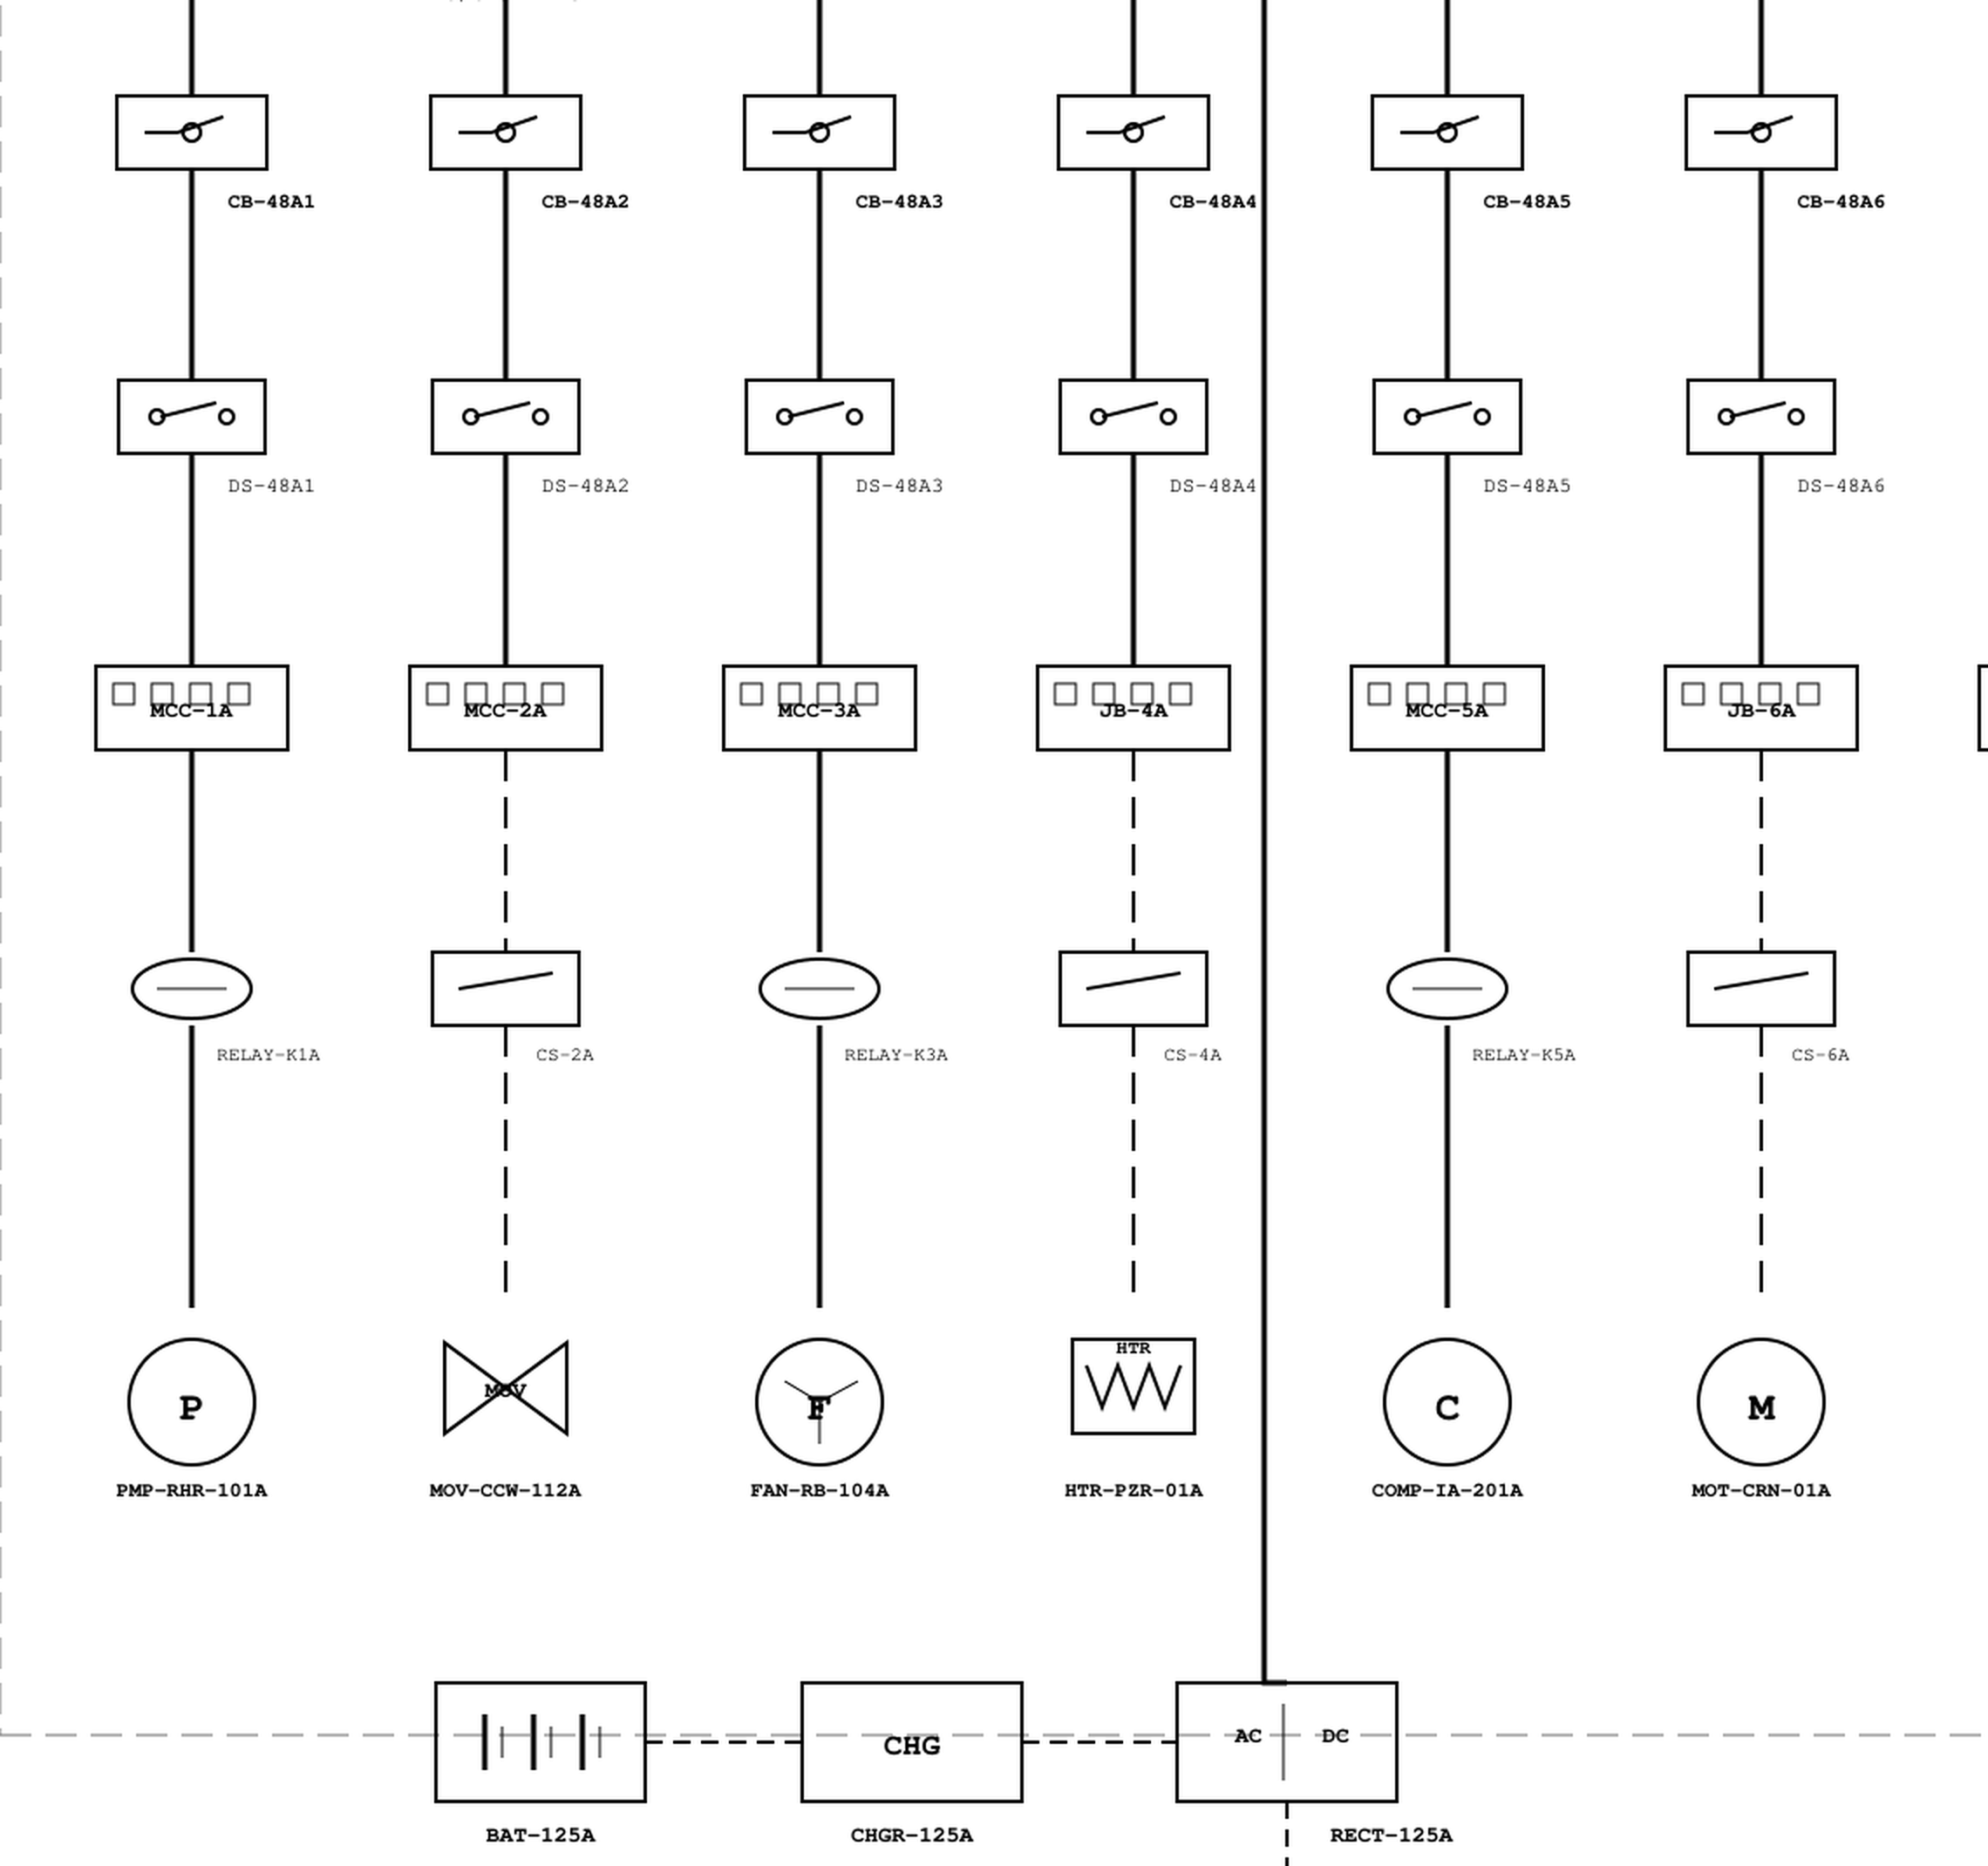 CB-48A1 CB-48A2 CB-48A3 CB-48A4 CB-48A5 CB-48A6
DS-48A1 DS-48A2 DS-48A3 DS-48A4 DS-48A5 DS-48A6
MCC-1A MCC-2A MCC-3A JB-4A MCC-5A JB-6A
RELAY-K1A CS-2A RELAY-K3A CS-4A RELAY-K5A CS-6A
HTR
P MOV F C M
PMP-RHR-101A MOV-CCW-112A FAN-RB-104A HTR-PZR-01A COMP-IA-201A MOT-CRN-01A
CHG AC DC
BAT-125A CHGR-125A RECT-125A